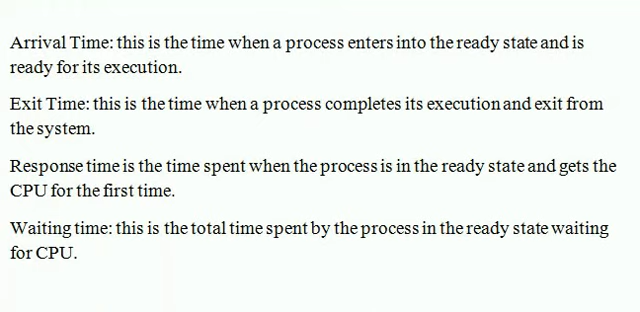 Arrival Time: this is the time when a process enters into the ready state and is
ready for its execution.
Exit Time: this is the time when a process completes its execution and exit from
the system.
Response time is the time spent when the process is in the ready state and gets the
CPU for the first time.
Waiting time: this is the total time spent by the process in the ready state waiting
for CPU.